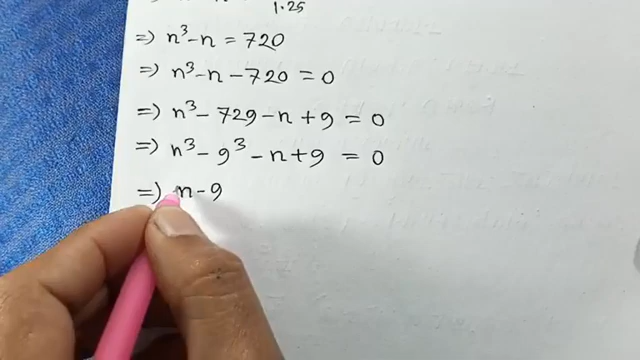 1.25
=) n³-n = 720
=) n³-n-720 = 0
=) n³-729-n+9 = 0
=) n³-9³-n+9 = 0
=) n-9